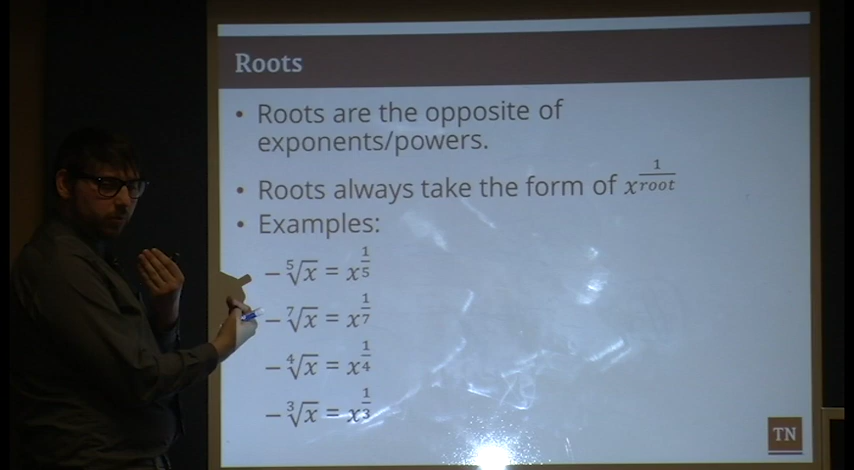 Roots
• Roots are the opposite of
exponents/powers.
• Roots always take the form of x^(1/root)
• Examples:
– ⁵√x = x^(1/5)
– ⁷√x = x^(1/7)
– ⁴√x = x^(1/4)
– ³√x = x^(1/3)
TN